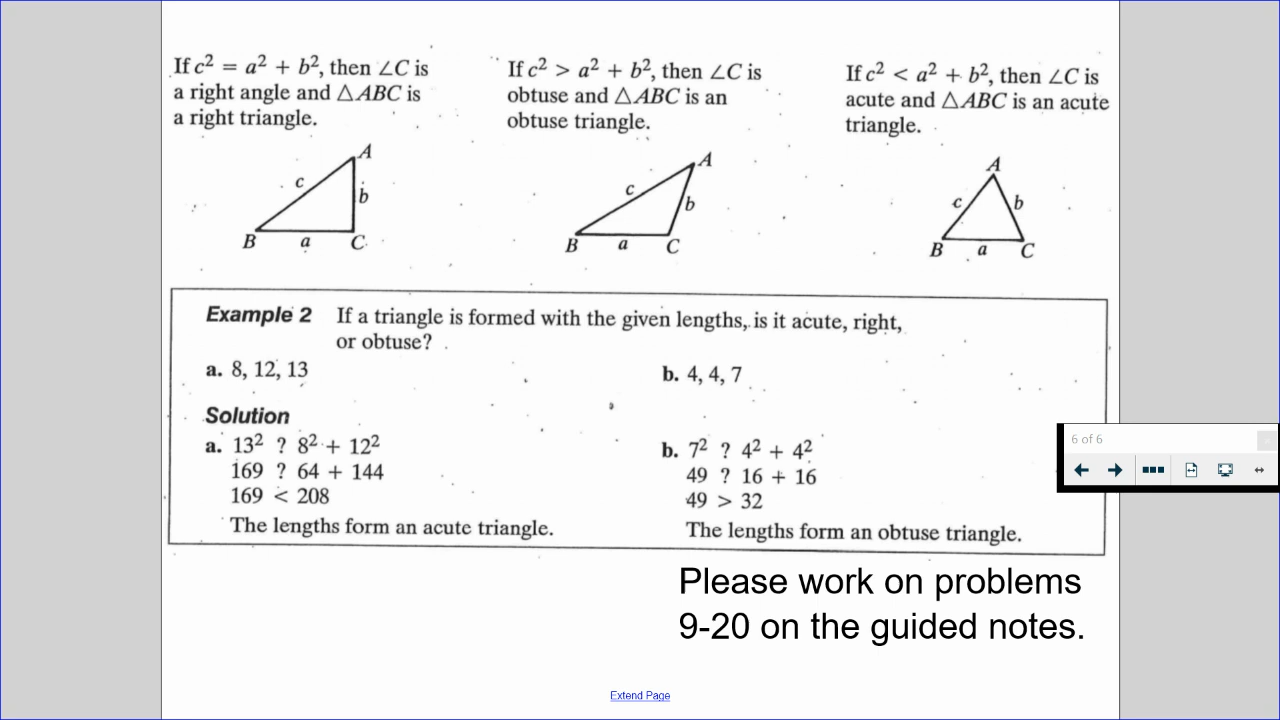 If c² = a² + b², then ∠C is
a right angle and △ABC is
a right triangle.
If c² > a² + b², then ∠C is
obtuse and △ABC is an
obtuse triangle.
If c² < a² + b², then ∠C is
acute and △ABC is an acute
triangle.
A
c
b
B
a
C
A
c
b
B
a
C
A
c
b
B
a
C
Example 2 If a triangle is formed with the given lengths, is it acute, right,
or obtuse?
a. 8, 12, 13
b. 4, 4, 7
Solution
a. 13² ? 8² + 12²
169 ? 64 + 144
169 < 208
The lengths form an acute triangle.
b. 7² ? 4² + 4²
49 ? 16 + 16
49 > 32
The lengths form an obtuse triangle.
6 of 6
Please work on problems
9-20 on the guided notes.
Extend Page